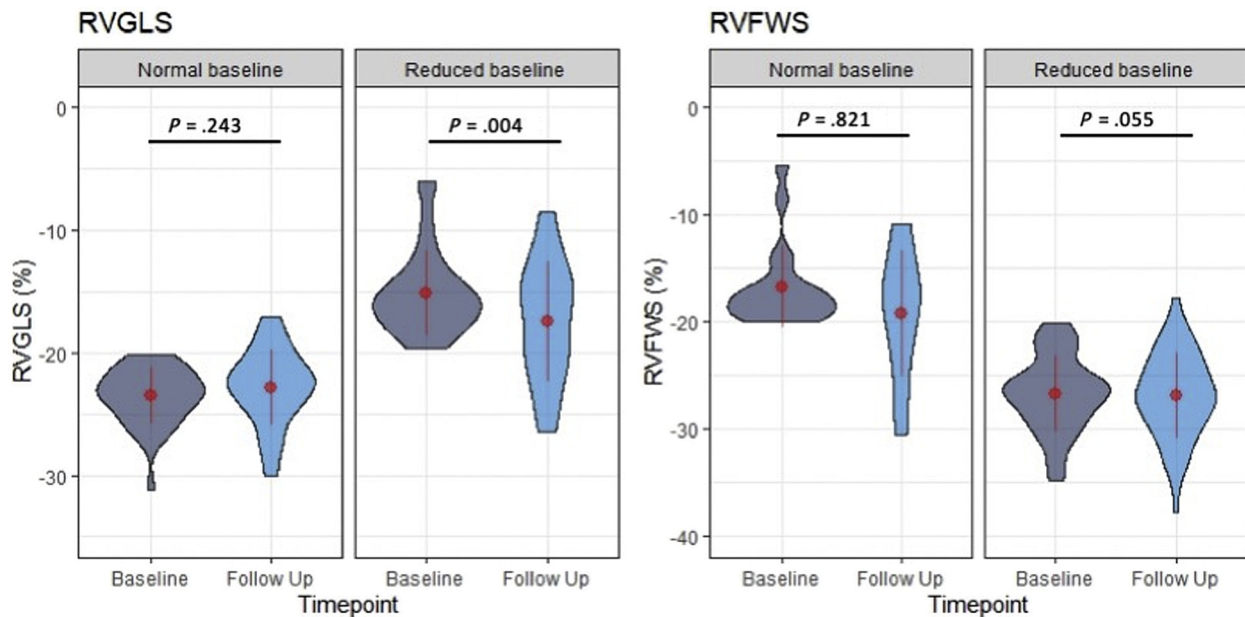 RVGLS
Normal baseline
Reduced baseline
P = .243
P = .004
0
-10
-20
-30
RVGLS (%)
Baseline
Follow Up
Baseline
Follow Up
Timepoint
RVFWS
Normal baseline
Reduced baseline
P = .821
P = .055
0
-10
-20
-30
-40
RVFWS (%)
Baseline
Follow Up
Baseline
Follow Up
Timepoint